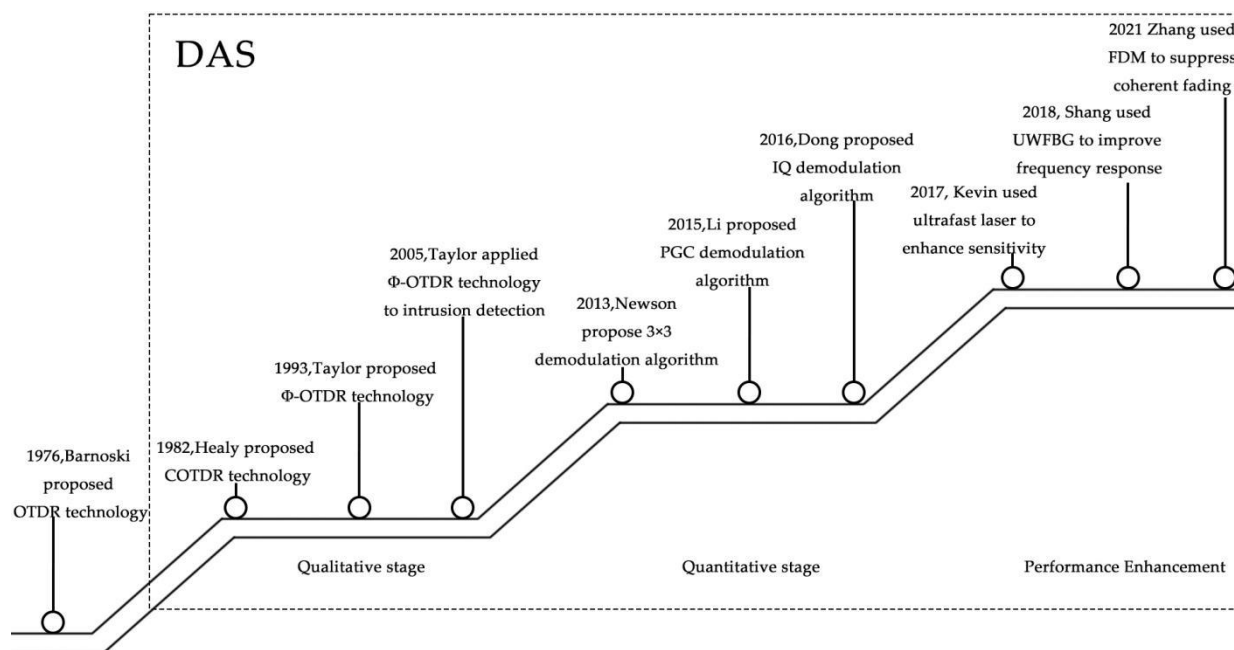 DAS
1976,Barnoski
proposed
OTDR technology
1982,Healy proposed
COTDR technology
1993,Taylor proposed
Φ-OTDR technology
2005,Taylor applied
Φ-OTDR technology
to intrusion detection
2013,Newson
propose 3×3
demodulation algorithm
2015,Li proposed
PGC demodulation
algorithm
2016,Dong proposed
IQ demodulation
algorithm
2017, Kevin used
ultrafast laser to
enhance sensitivity
2018, Shang used
UWFBG to improve
frequency response
2021 Zhang used
FDM to suppress
coherent fading
Qualitative stage
Quantitative stage
Performance Enhancement